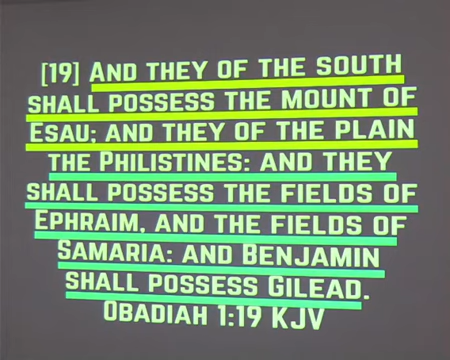 [19] And they of the south
shall possess the mount of
Esau; and they of the plain
the Philistines: and they
shall possess the fields of
Ephraim, and the fields of
Samaria: and Benjamin
shall possess Gilead.
Obadiah 1:19 KJV